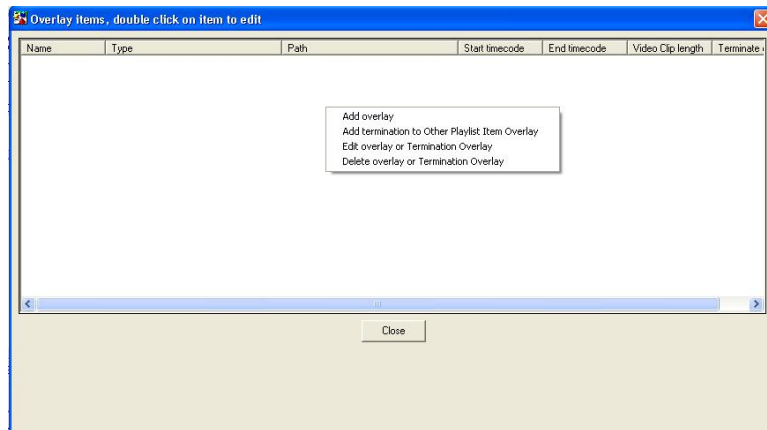 Overlay items, double click on item to edit
Name Type Path Start timecode End timecode Video Clip length Terminate
Add overlay
Add termination to Other Playlist Item Overlay
Edit overlay or Termination Overlay
Delete overlay or Termination Overlay
Close